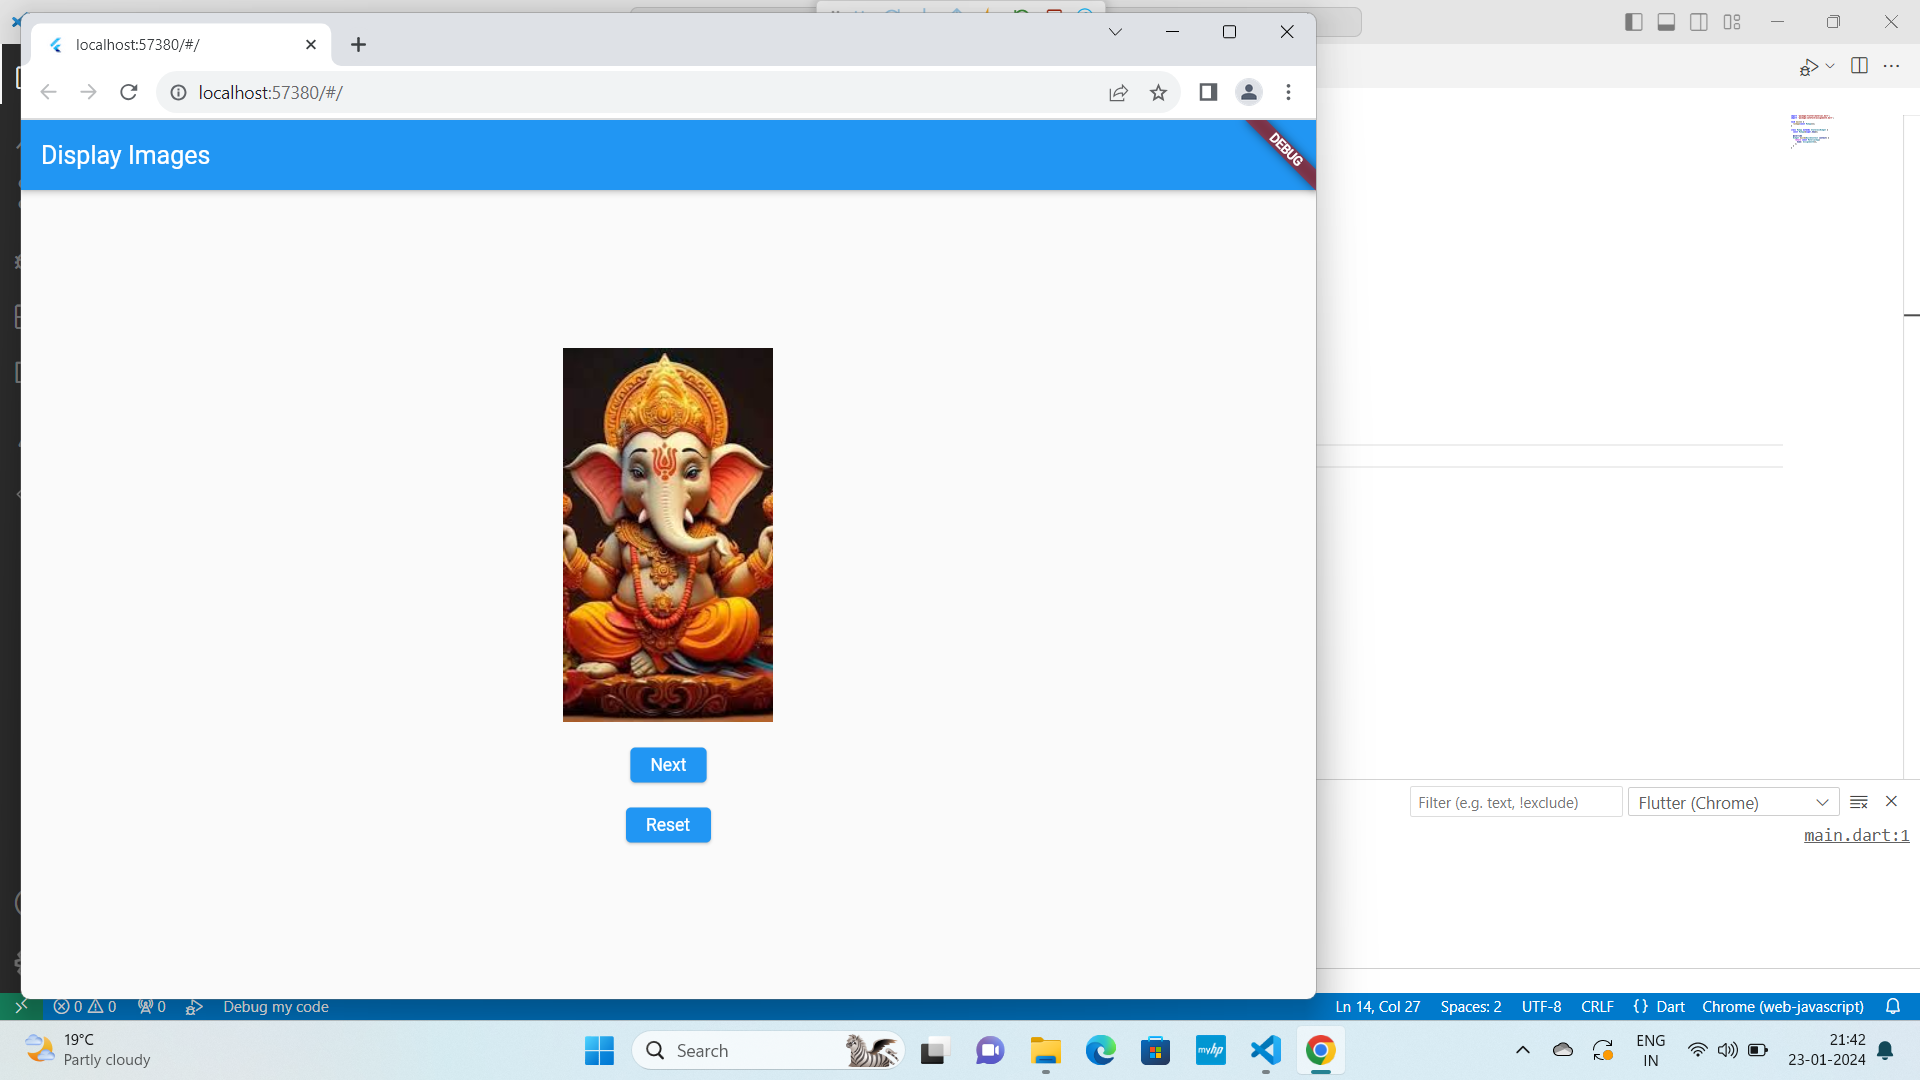 localhost:57380/#/
localhost:57380/#/
Display Images
DEBUG
Next
Reset
Filter (e.g. text, !exclude)
Flutter (Chrome)
main.dart:1
0 0 0 Debug my code
Ln 14, Col 27 Spaces: 2 UTF-8 CRLF {} Dart Chrome (web-javascript)
19°C
Partly cloudy
Search
myhp
ENG
IN
21:42
23-01-2024